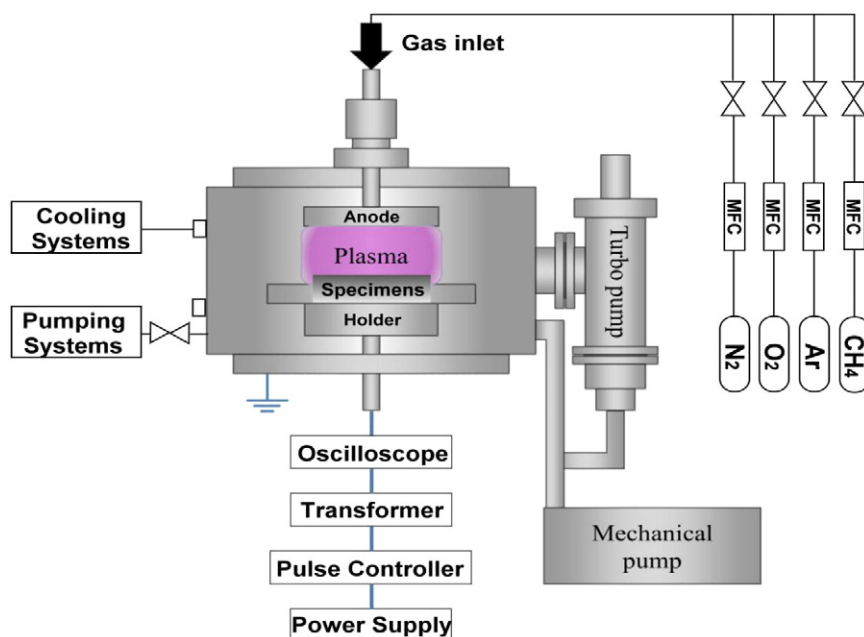 Gas inlet
MFC
MFC
MFC
MFC
Cooling
Systems
Anode
Plasma
Turbo pump
Specimens
Pumping
Systems
Holder
N2
O2
Ar
CH4
Oscilloscope
Transformer
Mechanical
pump
Pulse Controller
Power Supply